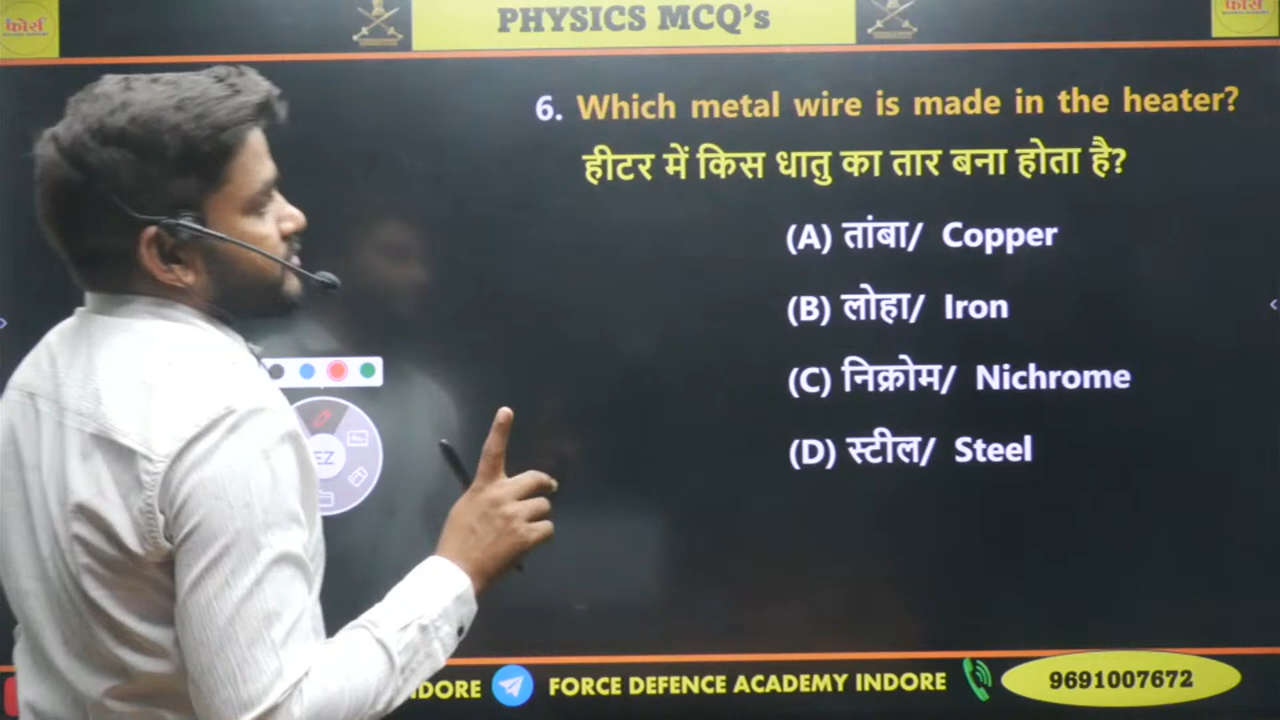 फोर्स
PHYSICS MCQ's
फोर्स
6. Which metal wire is made in the heater?
हीटर में किस धातु का तार बना होता है?
(A) तांबा/ Copper
(B) लोहा/ Iron
(C) निक्रोम/ Nichrome
(D) स्टील/ Steel
EZ
FORCE DEFENCE ACADEMY INDORE
9691007672